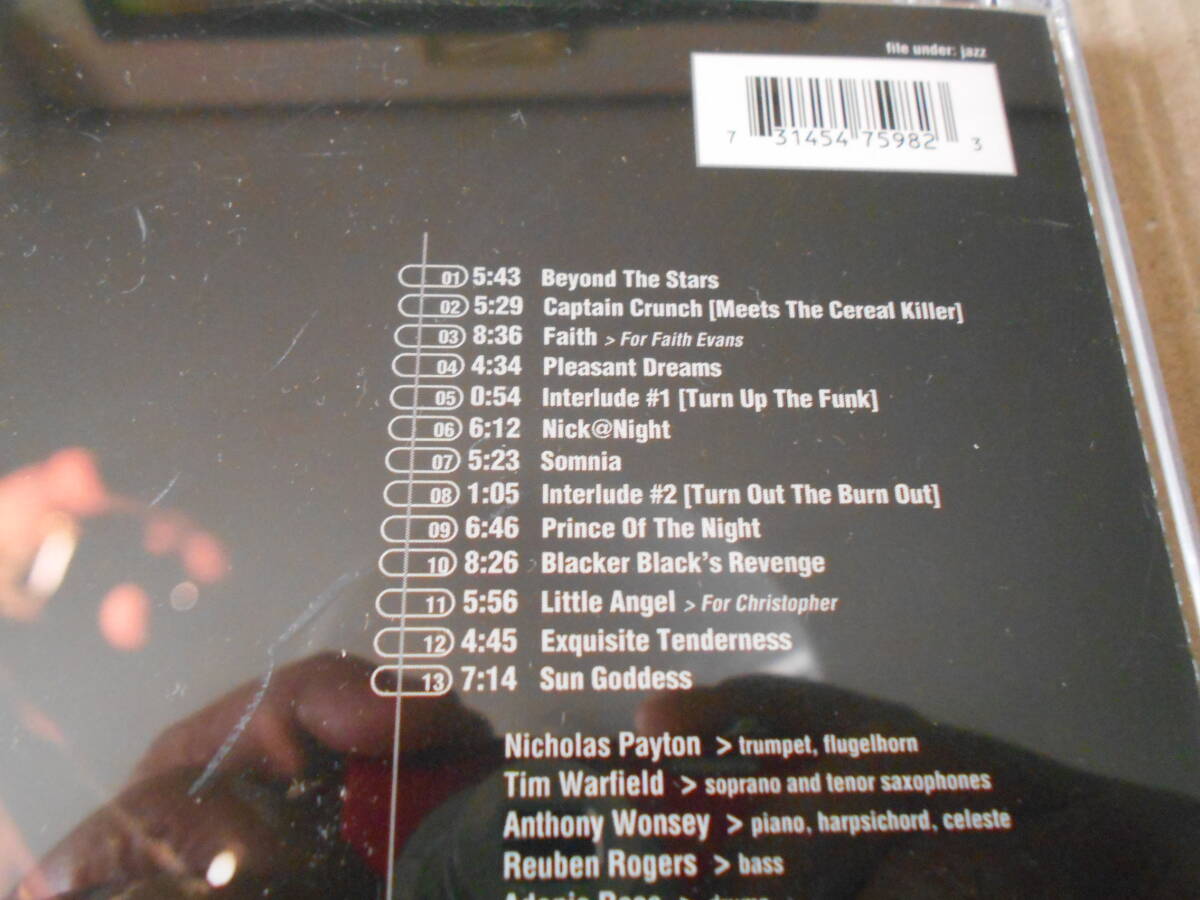 file under: jazz
7 31454 75982 3
01 5:43 Beyond The Stars
02 5:29 Captain Crunch [Meets The Cereal Killer]
03 8:36 Faith > For Faith Evans
04 4:34 Pleasant Dreams
05 0:54 Interlude #1 [Turn Up The Funk]
06 6:12 Nick@Night
07 5:23 Somnia
08 1:05 Interlude #2 [Turn Out The Burn Out]
09 6:46 Prince Of The Night
10 8:26 Blacker Black's Revenge
11 5:56 Little Angel > For Christopher
12 4:45 Exquisite Tenderness
13 7:14 Sun Goddess
Nicholas Payton > trumpet, flugelhorn
Tim Warfield > soprano and tenor saxophones
Anthony Wonsey > piano, harpsichord, celeste
Reuben Rogers > bass